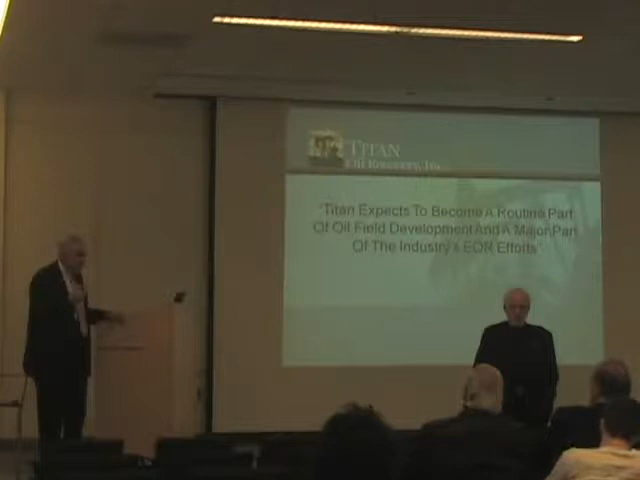 TITAN
Oil Recovery, Inc.
"Titan Expects To Become A Routine Part
Of Oil Field Development And A Major Part
Of The Industry's EOR Efforts"